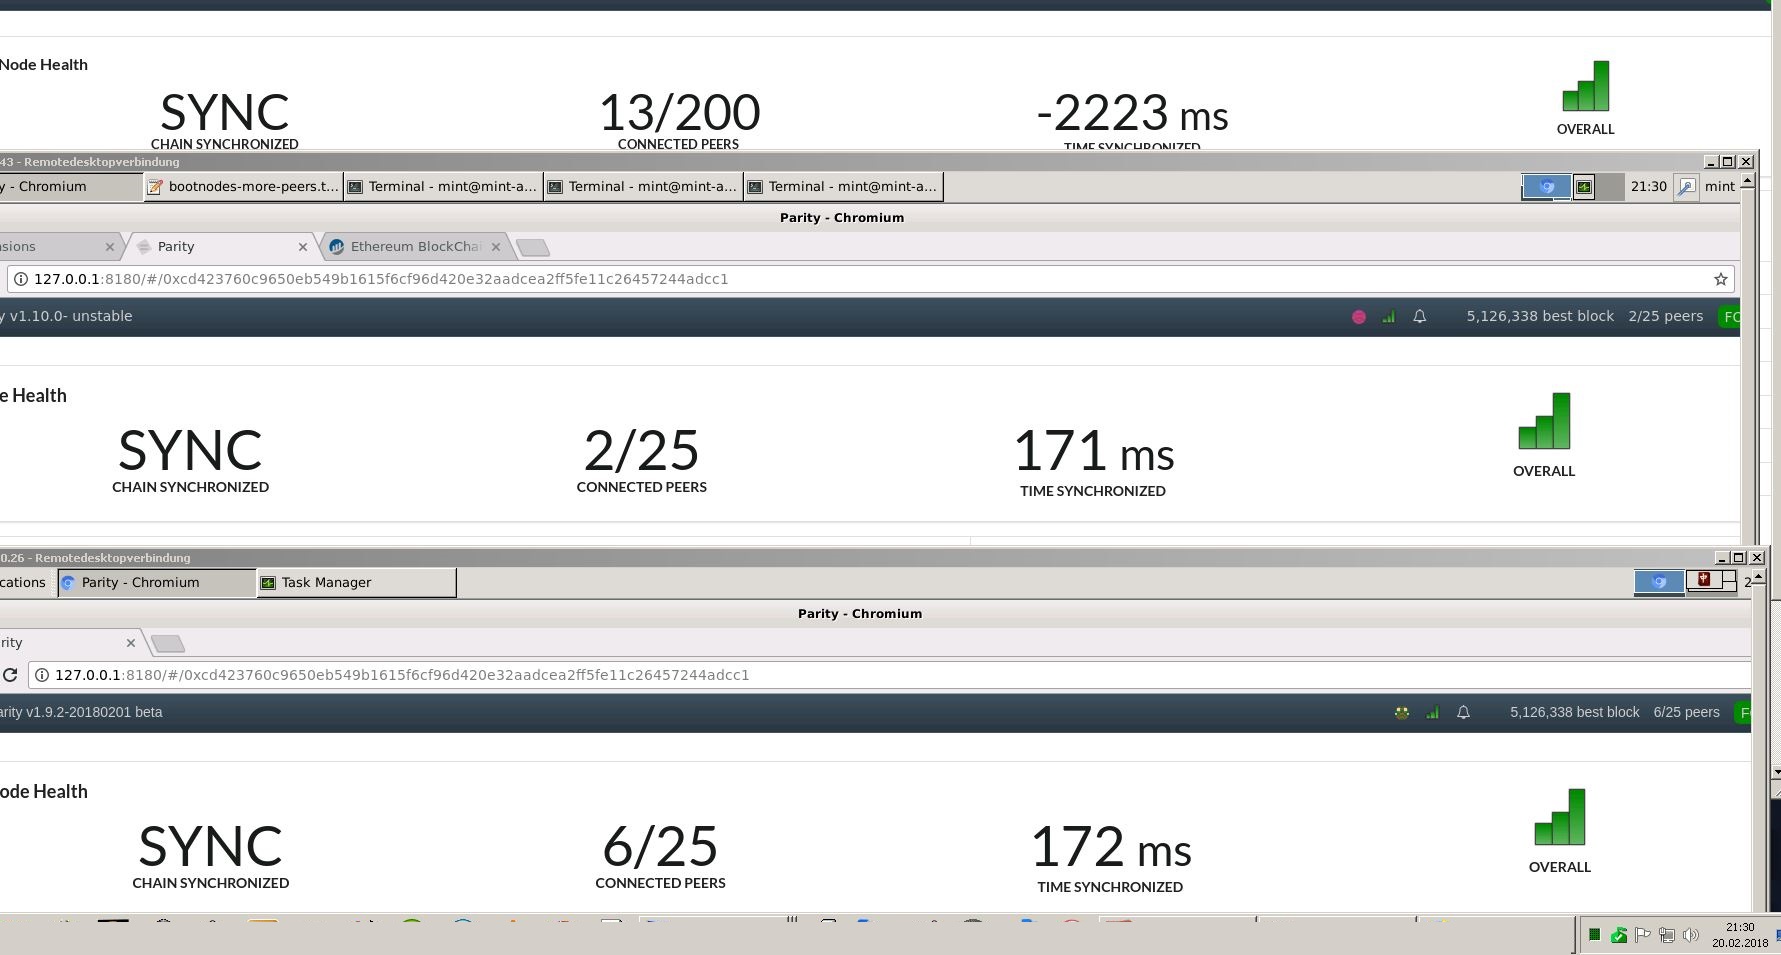 Node Health
SYNC
13/200
-2223 ms
CHAIN SYNCHRONIZED
CONNECTED PEERS
TIME SYNCHRONIZED
OVERALL
43 - Remotedesktopverbindung
y - Chromium
bootnodes-more-peers.t...
Terminal - mint@mint-a...
Terminal - mint@mint-a...
Terminal - mint@mint-a...
21:30
mint
Parity - Chromium
sions
Parity
Ethereum BlockChai
127.0.0.1:8180/#/0xcd423760c9650eb549b1615f6cf96d420e32aadcea2ff5fe11c26457244adcc1
y v1.10.0- unstable
5,126,338 best block
2/25 peers
FO
e Health
SYNC
2/25
171 ms
CHAIN SYNCHRONIZED
CONNECTED PEERS
TIME SYNCHRONIZED
OVERALL
0.26 - Remotedesktopverbindung
cations
Parity - Chromium
Task Manager
2
Parity - Chromium
rity
127.0.0.1:8180/#/0xcd423760c9650eb549b1615f6cf96d420e32aadcea2ff5fe11c26457244adcc1
arity v1.9.2-20180201 beta
5,126,338 best block
6/25 peers
F
ode Health
SYNC
6/25
172 ms
CHAIN SYNCHRONIZED
CONNECTED PEERS
TIME SYNCHRONIZED
OVERALL
21:30
20.02.2018